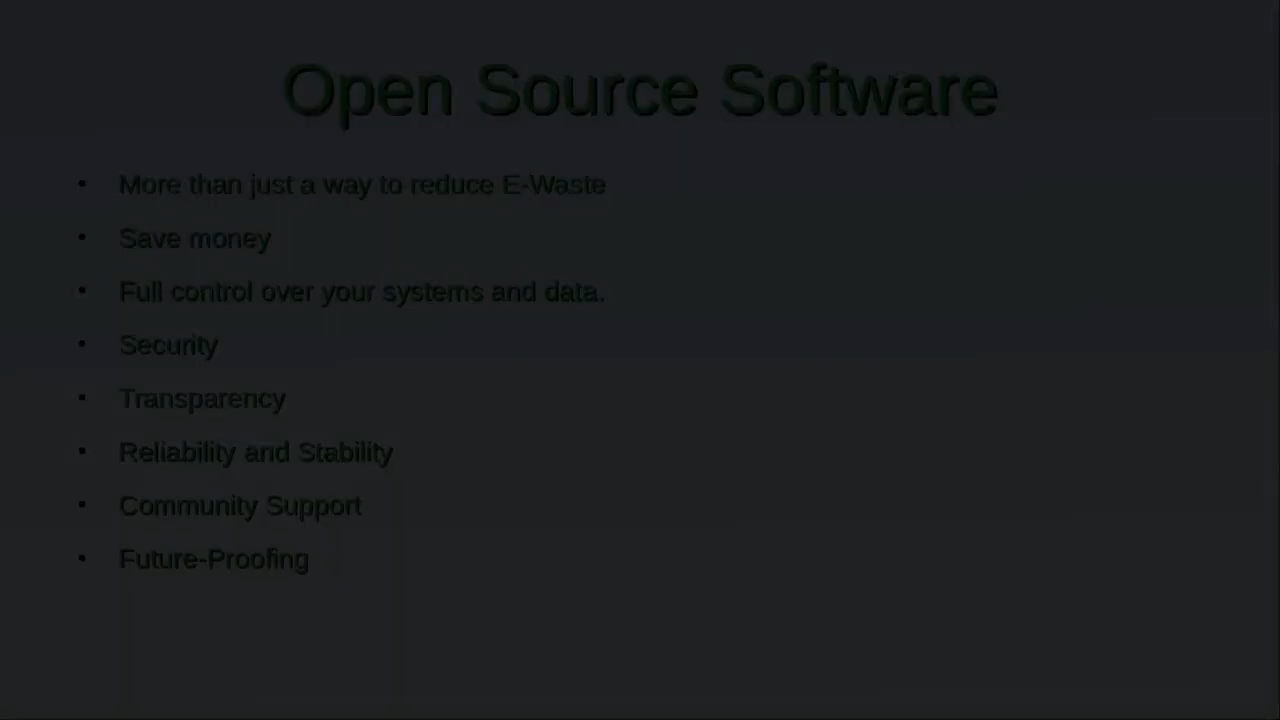 Open Source Software
• More than just a way to reduce E-Waste
• Save money
• Full control over your systems and data.
• Security
• Transparency
• Reliability and Stability
• Community Support
• Future-Proofing